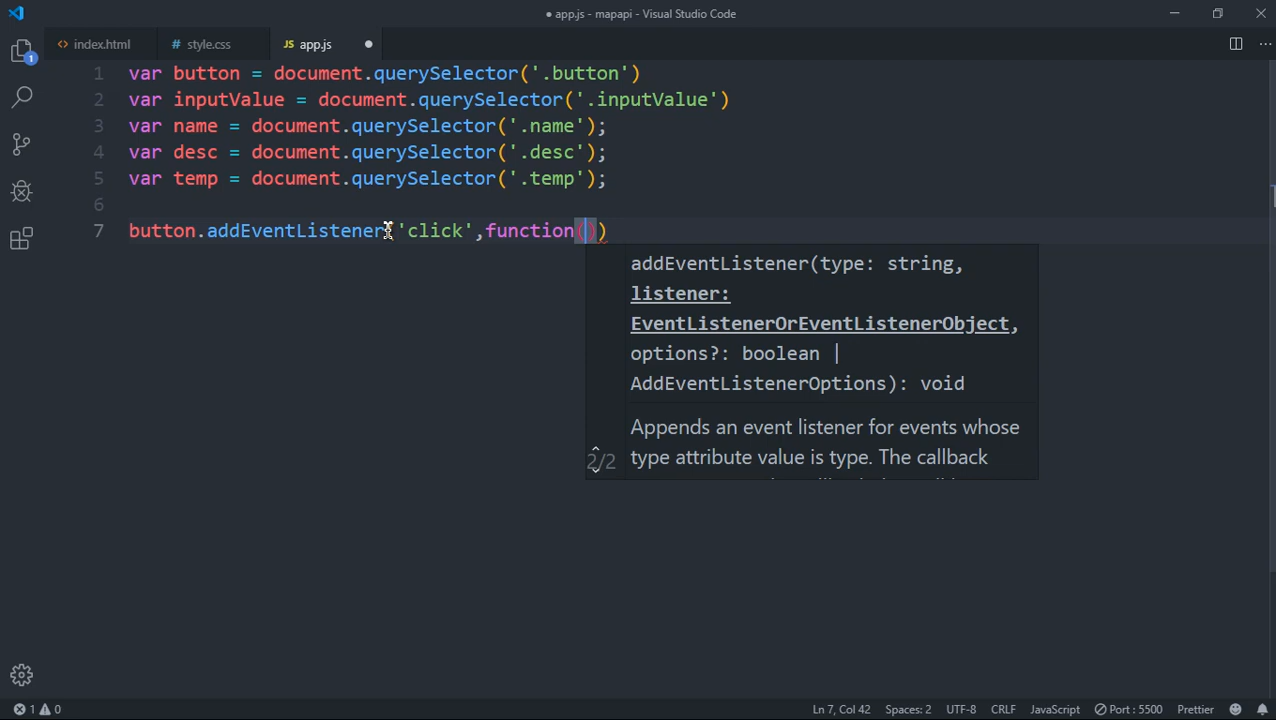 ● app.js - mapapi - Visual Studio Code
<> index.html
# style.css
JS app.js ●
1 var button = document.querySelector('.button')
2 var inputValue = document.querySelector('.inputValue')
3 var name = document.querySelector('.name');
4 var desc = document.querySelector('.desc');
5 var temp = document.querySelector('.temp');
6
7 button.addEventListener('click',function())
addEventListener(type: string,
listener:
EventListenerOrEventListenerObject,
options?: boolean |
AddEventListenerOptions): void
Appends an event listener for events whose
2/2 type attribute value is type. The callback
1
1 0 Ln 7, Col 42 Spaces: 2 UTF-8 CRLF JavaScript Port : 5500 Prettier